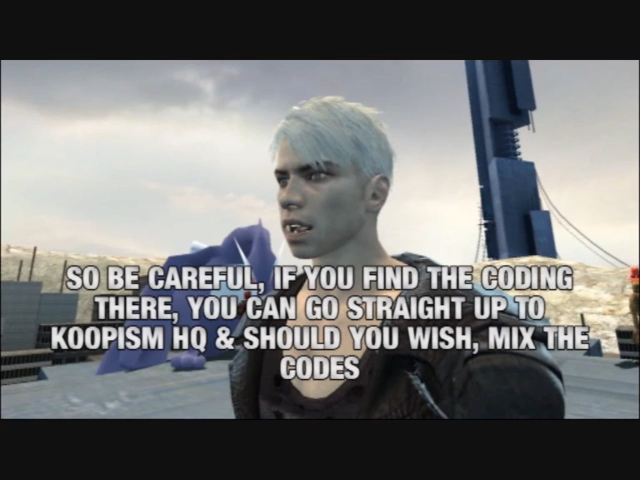 SO BE CAREFUL, IF YOU FIND THE CODING
THERE, YOU CAN GO STRAIGHT UP TO
KOOPISM HQ & SHOULD YOU WISH, MIX THE
CODES